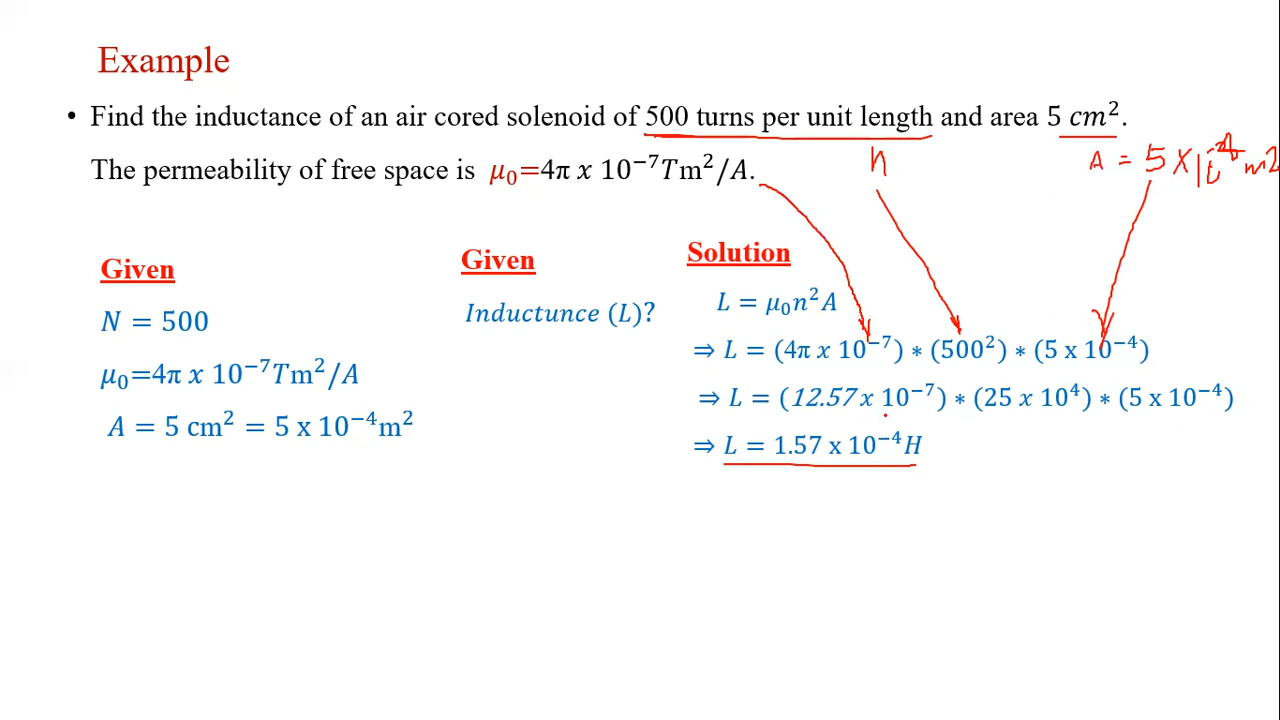 Example
• Find the inductance of an air cored solenoid of 500 turns per unit length and area 5 cm².
The permeability of free space is μ₀=4π x 10⁻⁷Tm²/A.
n
A = 5 X 10⁻⁴ m2
Given
N = 500
μ₀=4π x 10⁻⁷Tm²/A
A = 5 cm² = 5 x 10⁻⁴m²
Given
Inductunce (L)?
Solution
L = μ₀n²A
⇒ L = (4π x 10⁻⁷) ∗ (500²) ∗ (5 x 10⁻⁴)
⇒ L = (12.57 x 10⁻⁷) ∗ (25 x 10⁴) ∗ (5 x 10⁻⁴)
⇒ L = 1.57 x 10⁻⁴H